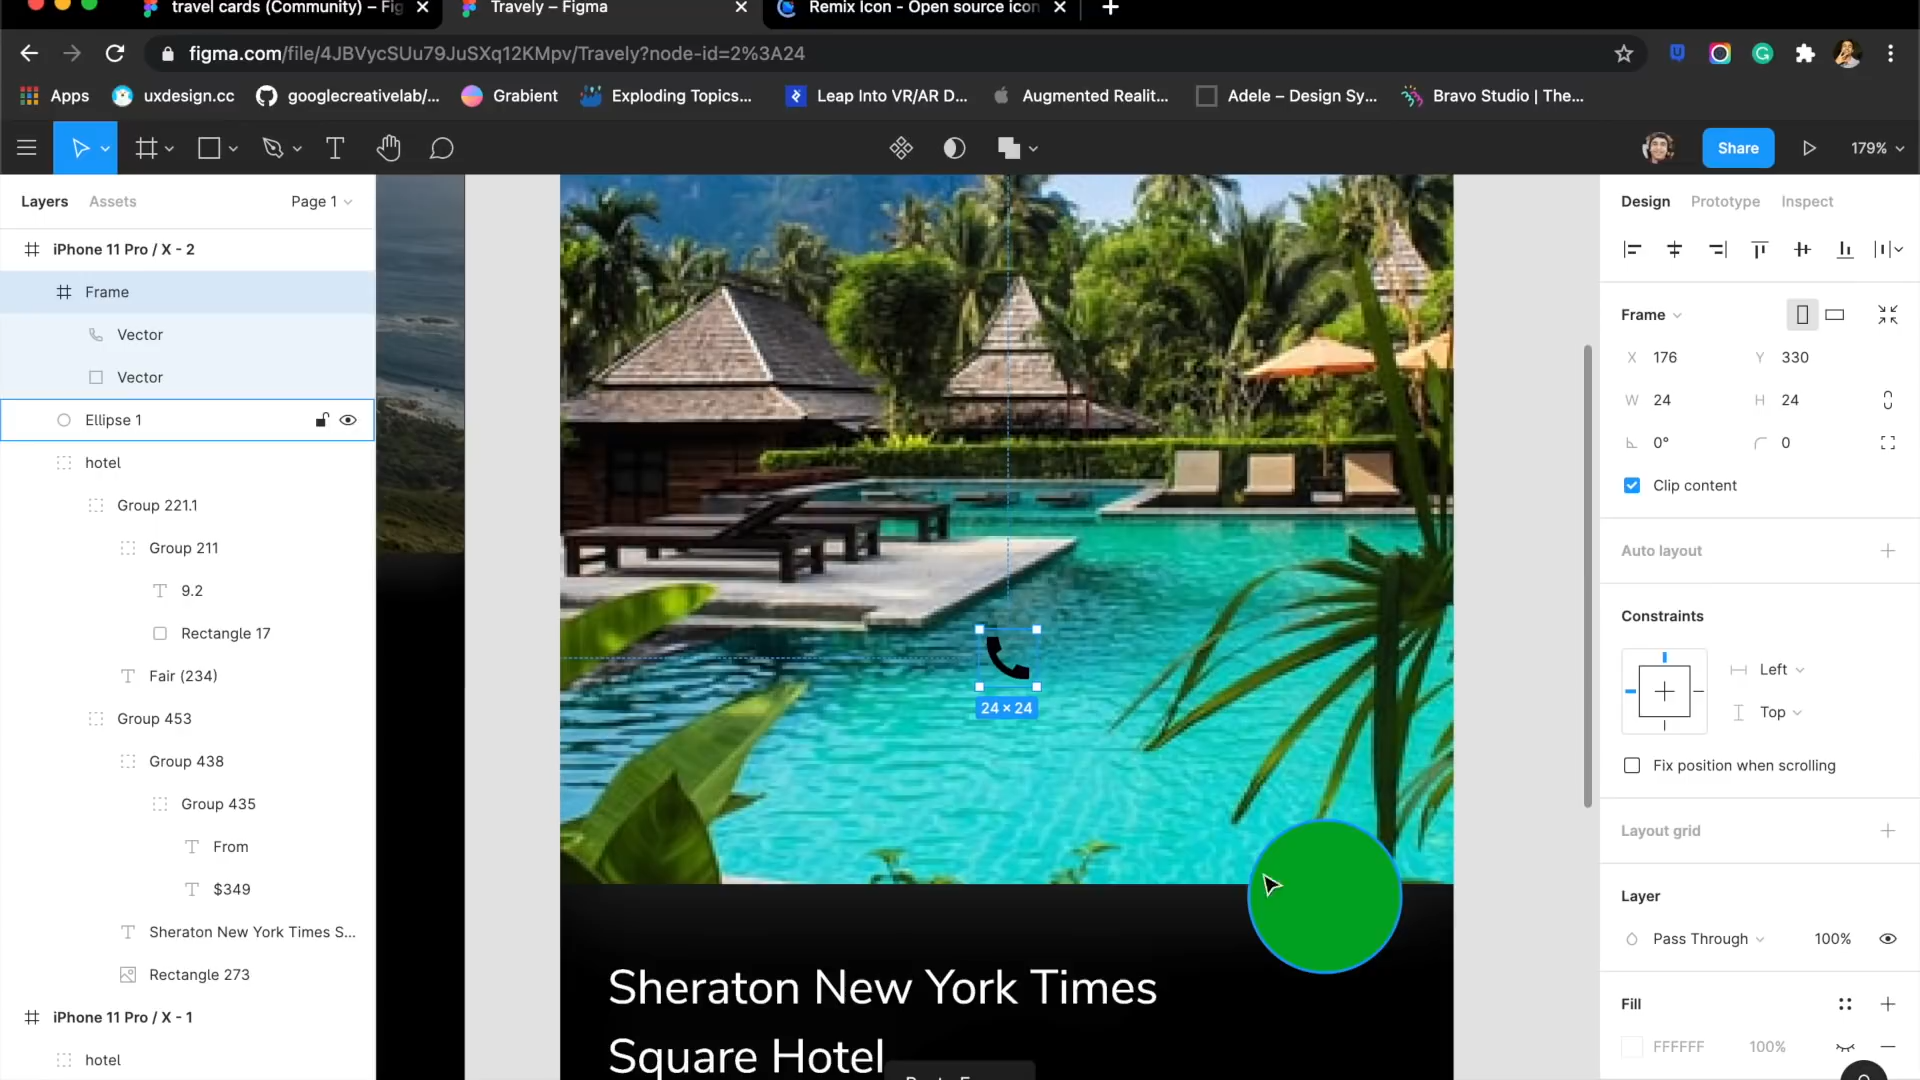 travel cards (Community) – Fig
Travely – Figma
Remix Icon - Open source icon
figma.com/file/4JBVycSUu79JuSXq12KMpv/Travely?node-id=2%3A24
Apps
uxdesign.cc
googlecreativelab/...
Grabient
Exploding Topics...
Leap Into VR/AR D...
Augmented Realit...
Adele – Design Sy...
Bravo Studio | The...
Share
179%
Layers
Assets
Page 1
iPhone 11 Pro / X - 2
Frame
Vector
Vector
Ellipse 1
hotel
Group 221.1
Group 211
9.2
Rectangle 17
Fair (234)
Group 453
Group 438
Group 435
From
$349
Sheraton New York Times S...
Rectangle 273
iPhone 11 Pro / X - 1
hotel
24 × 24
Sheraton New York Times
Square Hotel
Design
Prototype
Inspect
Frame
X 176
Y 330
W 24
H 24
0°
0
Clip content
Auto layout
Constraints
Left
Top
Fix position when scrolling
Layout grid
Layer
Pass Through
100%
Fill
FFFFFF
100%